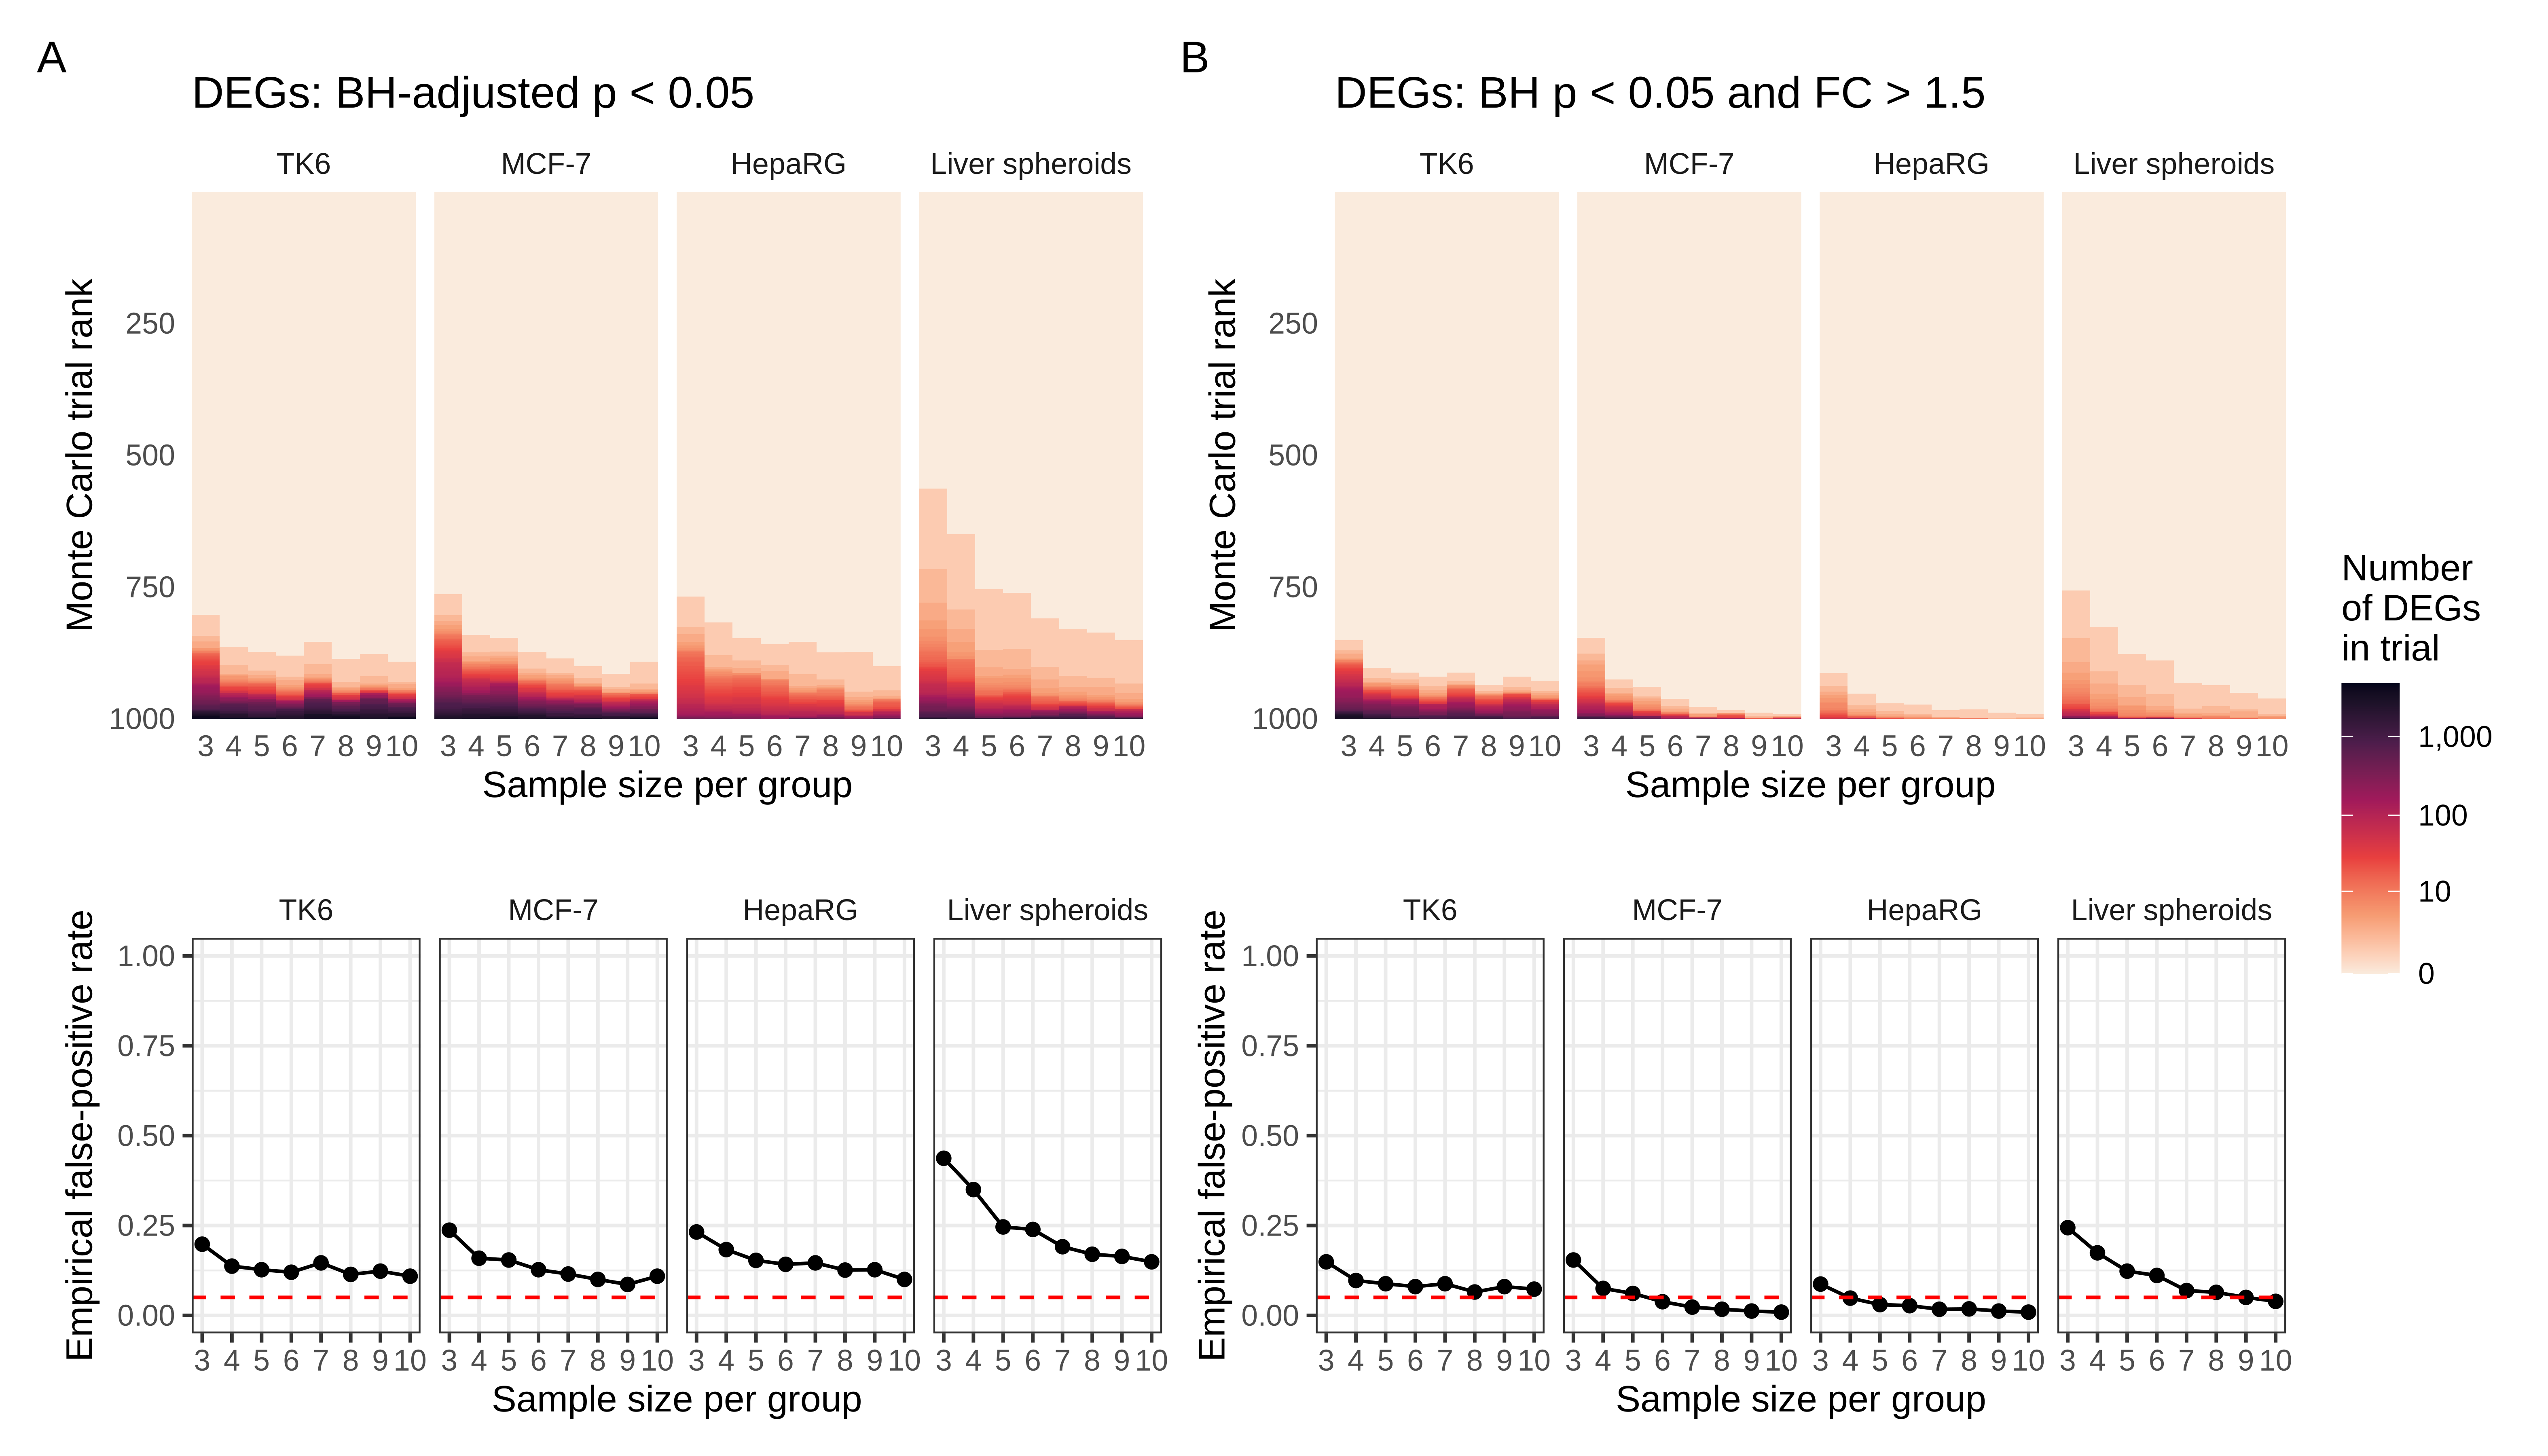 A
DEGs: BH-adjusted p < 0.05
TK6 MCF-7 HepaRG Liver spheroids
Monte Carlo trial rank
250
500
750
1000
3 4 5 6 7 8 9 10 3 4 5 6 7 8 9 10 3 4 5 6 7 8 9 10 3 4 5 6 7 8 9 10
Sample size per group
TK6 MCF-7 HepaRG Liver spheroids
Empirical false-positive rate
1.00
0.75
0.50
0.25
0.00
3 4 5 6 7 8 9 10 3 4 5 6 7 8 9 10 3 4 5 6 7 8 9 10 3 4 5 6 7 8 9 10
Sample size per group
B
DEGs: BH p < 0.05 and FC > 1.5
TK6 MCF-7 HepaRG Liver spheroids
Monte Carlo trial rank
250
500
750
1000
3 4 5 6 7 8 9 10 3 4 5 6 7 8 9 10 3 4 5 6 7 8 9 10 3 4 5 6 7 8 9 10
Sample size per group
TK6 MCF-7 HepaRG Liver spheroids
Empirical false-positive rate
1.00
0.75
0.50
0.25
0.00
3 4 5 6 7 8 9 10 3 4 5 6 7 8 9 10 3 4 5 6 7 8 9 10 3 4 5 6 7 8 9 10
Sample size per group
Number
of DEGs
in trial
1,000
100
10
0